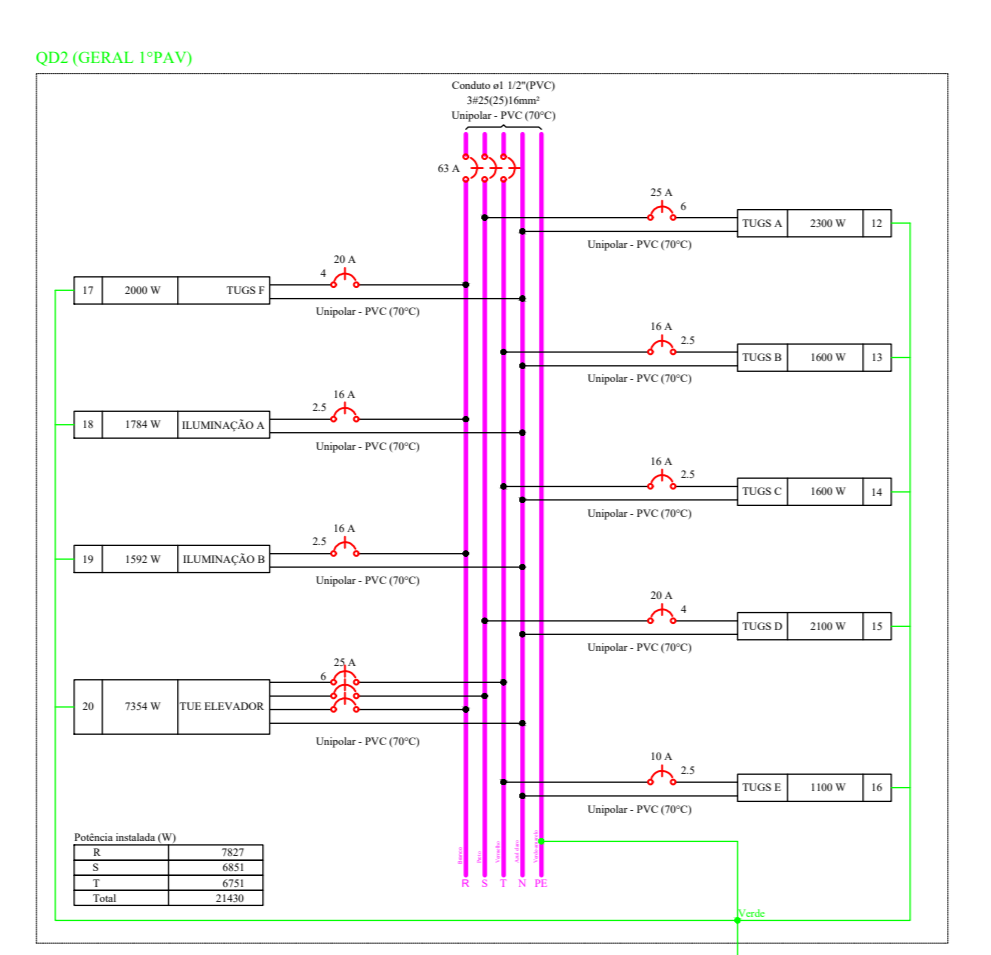 QD2 (GERAL 1°PAV)
Conduto ø1 1/2"(PVC)
3#25(25)16mm²
Unipolar - PVC (70°C)
63 A
25 A
6
TUGS A 2300 W 12
Unipolar - PVC (70°C)
20 A
4
17 2000 W TUGS F
Unipolar - PVC (70°C)
16 A
2.5
TUGS B 1600 W 13
Unipolar - PVC (70°C)
16 A
2.5
18 1784 W ILUMINAÇÃO A
Unipolar - PVC (70°C)
16 A
2.5
TUGS C 1600 W 14
Unipolar - PVC (70°C)
16 A
2.5
19 1592 W ILUMINAÇÃO B
Unipolar - PVC (70°C)
20 A
4
TUGS D 2100 W 15
Unipolar - PVC (70°C)
25 A
6
20 7354 W TUE ELEVADOR
Unipolar - PVC (70°C)
10 A
2.5
TUGS E 1100 W 16
Unipolar - PVC (70°C)
Potência instalada (W)
R 7827
S 6851
T 6751
Total 21430
Branco Preto Vermelho
R S T N PE
Verde